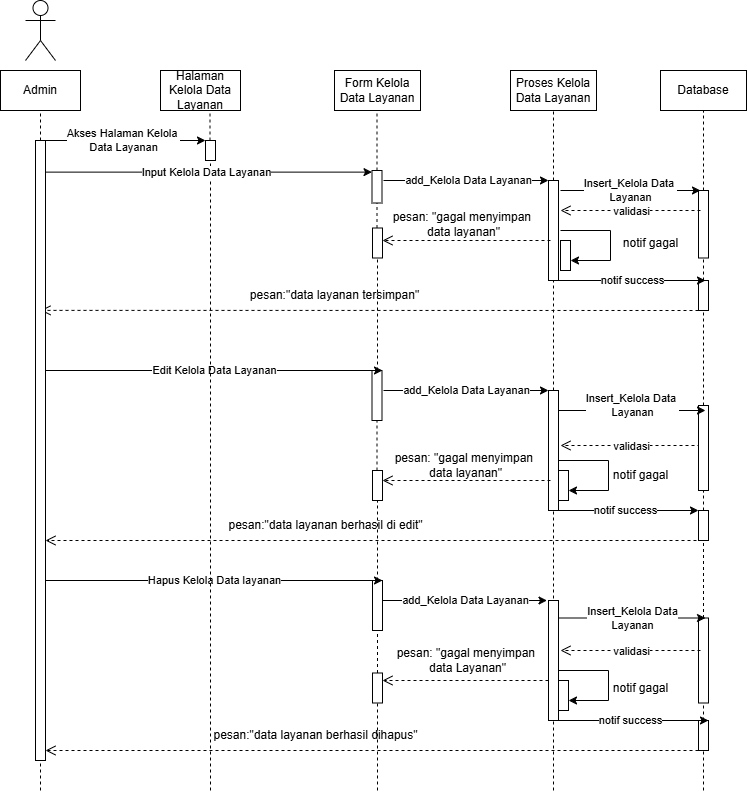 Admin
Halaman
Kelola Data
Layanan
Form Kelola
Data Layanan
Proses Kelola
Data Layanan
Database
Akses Halaman Kelola
Data Layanan
Input Kelola Data Layanan
add_Kelola Data Layanan
Insert_Kelola Data
Layanan
validasi
pesan: "gagal menyimpan
data layanan"
notif gagal
notif success
pesan:"data layanan tersimpan"
Edit Kelola Data Layanan
add_Kelola Data Layanan
Insert_Kelola Data
Layanan
validasi
pesan: "gagal menyimpan
data layanan"
notif gagal
notif success
pesan:"data layanan berhasil di edit"
Hapus Kelola Data layanan
add_Kelola Data Layanan
Insert_Kelola Data
Layanan
validasi
pesan: "gagal menyimpan
data Layanan"
notif gagal
notif success
pesan:"data layanan berhasil dihapus"